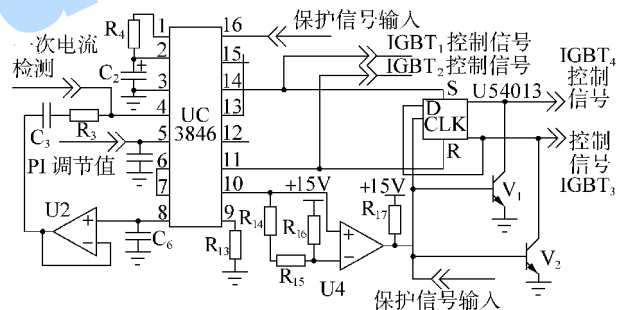 保护信号输入
IGBT₁控制信号
IGBT₂控制信号
一次电流
检测
R₄
C₂
+
1
2
3
4
5
6
7
8
UC
3846
16
15
14
13
12
11
10
9
C₃
R₃
PI 调节值
U2
+
−
C₆
R₁₃
R₁₄
+15V
R₁₆
R₁₅
+
−
U4
+15V
R₁₇
S
D
CLK
R
U54013
IGBT₄
控制
信号
控制
信号
IGBT₃
V₁
V₂
保护信号输入